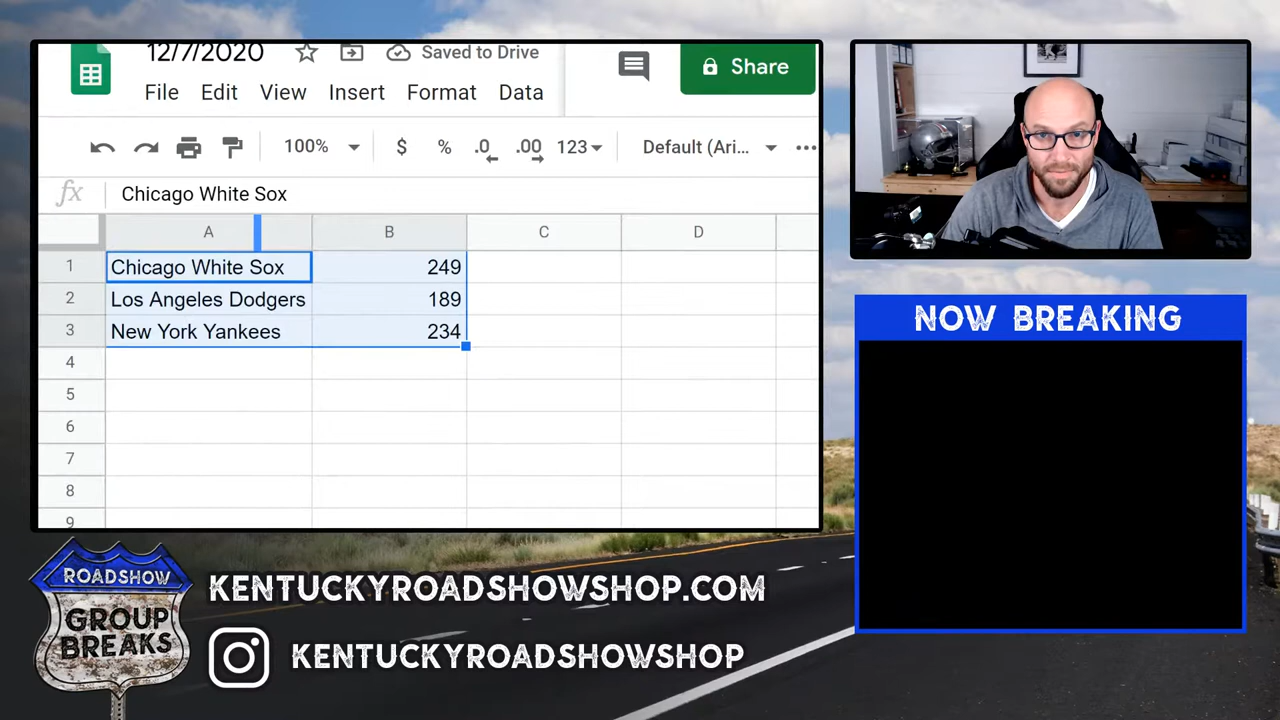 12/7/2020
Saved to Drive
Share
File Edit View Insert Format Data
100% $ % .0 .00 123 Default (Ari... 
fx Chicago White Sox
A B C D
1 Chicago White Sox 249
2 Los Angeles Dodgers 189
3 New York Yankees 234
4
5
6
7
8
9
NOW BREAKING
ROADSHOW
GROUP
BREAKS
KENTUCKYROADSHOWSHOP.COM
KENTUCKYROADSHOWSHOP